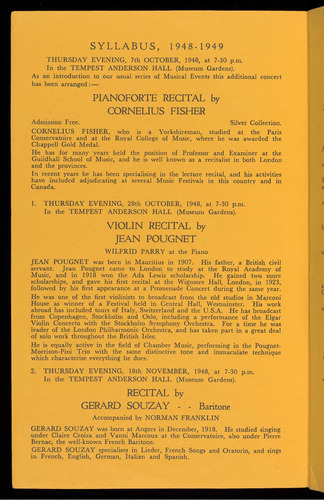 SYLLABUS, 1948-1949
THURSDAY EVENING, 7th OCTOBER, 1948, at 7-30 p.m.
In the TEMPEST ANDERSON HALL (Museum Gardens).
As an introduction to our usual series of Musical Events this additional concert
has been arranged :—
PIANOFORTE RECITAL by
CORNELIUS FISHER
Admission Free. Silver Collection.
CORNELIUS FISHER, who is a Yorkshireman, studied at the Paris
Conservatoire and at the Royal College of Music, where he was awarded the
Chappell Gold Medal.
He has for many years held the position of Professor and Examiner at the
Guildhall School of Music, and he is well known as a recitalist in both London
and the provinces.
In recent years he has been specialising in the lecture recital, and his activities
have included adjudicating at several Music Festivals in this country and in
Canada.
1. THURSDAY EVENING, 28th OCTOBER, 1948, at 7-30 p.m.
In the TEMPEST ANDERSON HALL (Museum Gardens).
VIOLIN RECITAL by
JEAN POUGNET
WILFRID PARRY at the Piano
JEAN POUGNET was born in Mauritius in 1907. His father, a British civil
servant. Jean Pougnet came to London to study at the Royal Academy of
Music, and in 1918 won the Ada Lewis scholarship. He gained two more
scholarships, and gave his first recital at the Wigmore Hall, London, in 1923,
followed by his first appearance at a Promenade Concert during the same year.
He was one of the first violinists to broadcast from the old studios in Marconi
House as winner of a Festival held in Central Hall, Westminster. His work
abroad has included tours of Italy, Switzerland and the U.S.A. He has broadcast
from Copenhagen, Stockholm and Oslo, including a performance of the Elgar
Violin Concerto with the Stockholm Symphony Orchestra. For a time he was
leader of the London Philharmonic Orchestra, and has taken part in a great deal
of solo work throughout the British Isles.
He is equally active in the field of Chamber Music, performing in the Pougnet-
Morrison-Pini Trio with the same distinctive tone and immaculate technique
which characterise everything he does.
2. THURSDAY EVENING, 18th NOVEMBER, 1948, at 7-30 p.m.
In the TEMPEST ANDERSON HALL (Museum Gardens).
RECITAL by
GERARD SOUZAY - - Baritone
Accompanied by NORMAN FRANKLIN
GERARD SOUZAY was born at Angers in December, 1918. He studied singing
under Claire Croiza and Vanni Marcoux at the Conservatoire, also under Pierre
Bernac, the well-known French Baritone.
GERARD SOUZAY specialises in Lieder, French Songs and Oratorio, and sings
in French, English, German, Italian and Spanish.